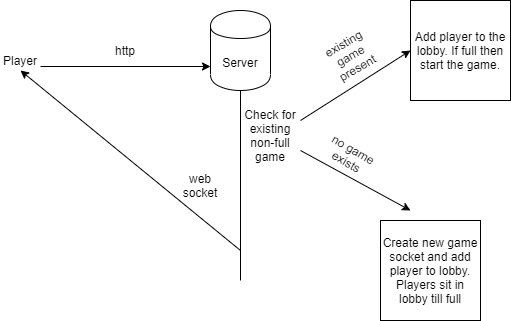 Player
http
Server
existing
game
present
Add player to the
lobby. If full then
start the game.
Check for
existing
non-full
game
no game
exists
web
socket
Create new game
socket and add
player to lobby.
Players sit in
lobby till full